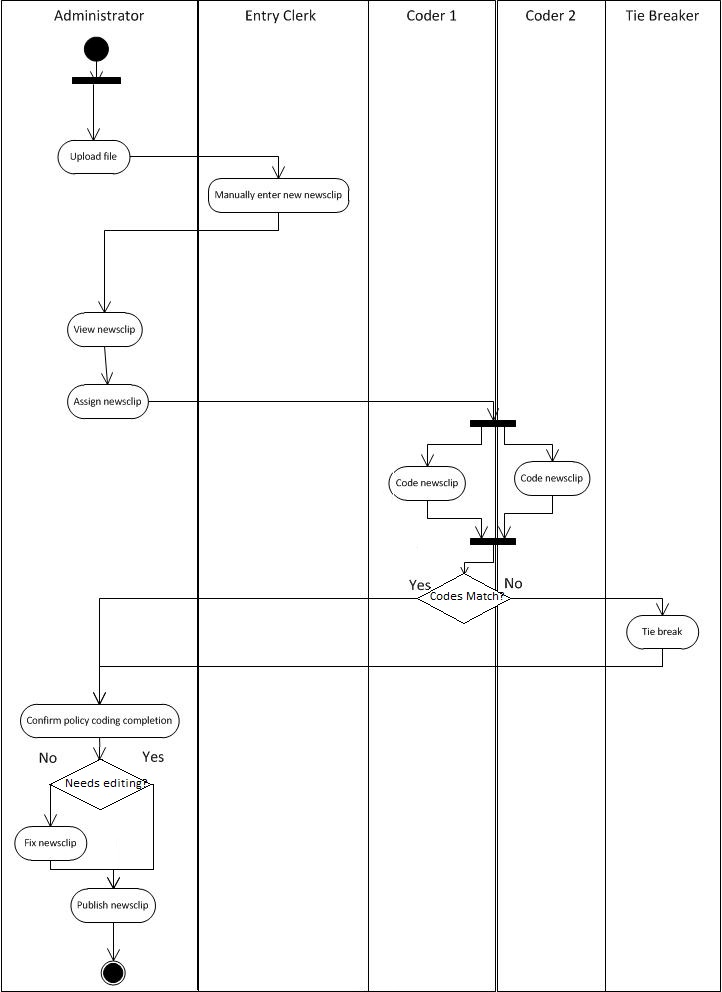 Administrator
Entry Clerk
Coder 1
Coder 2
Tie Breaker
Upload file
Manually enter new newsclip
View newsclip
Assign newsclip
Code newsclip
Code newsclip
Yes
No
Codes Match?
Tie break
Confirm policy coding completion
No
Yes
Needs editing?
Fix newsclip
Publish newsclip